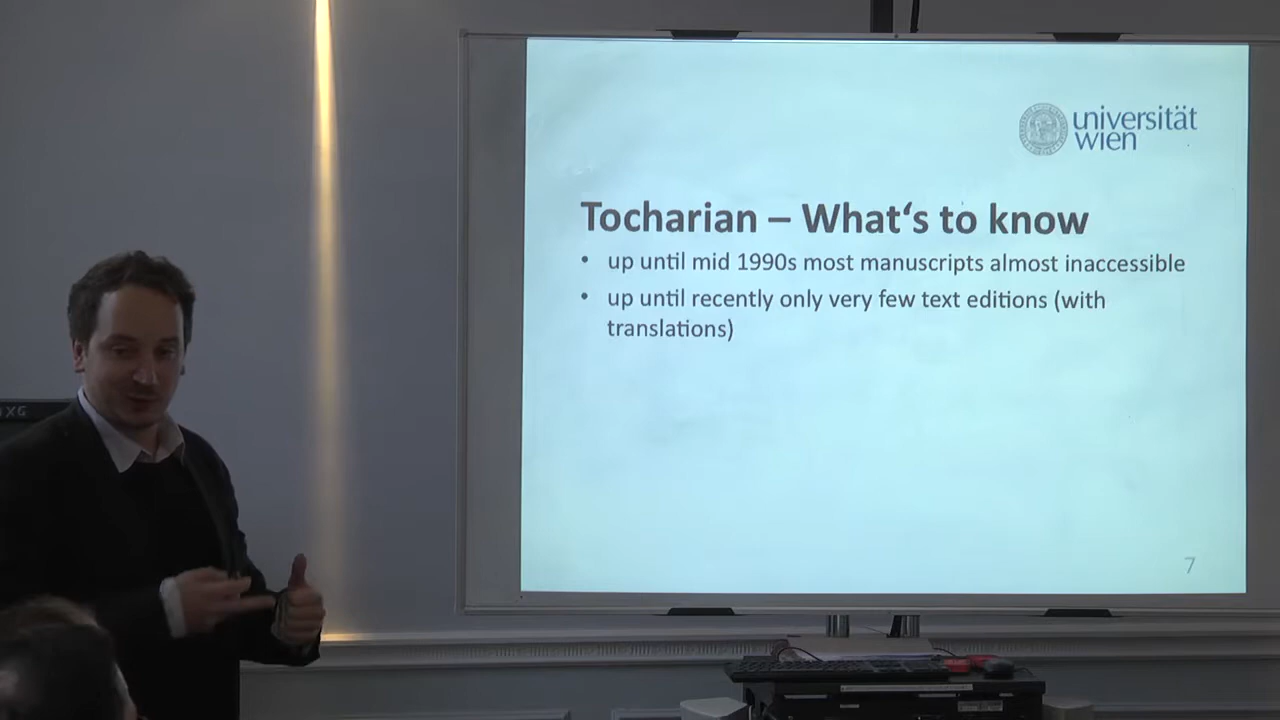 universität
wien
Tocharian – What‘s to know
• up until mid 1990s most manuscripts almost inaccessible
• up until recently only very few text editions (with
translations)
7